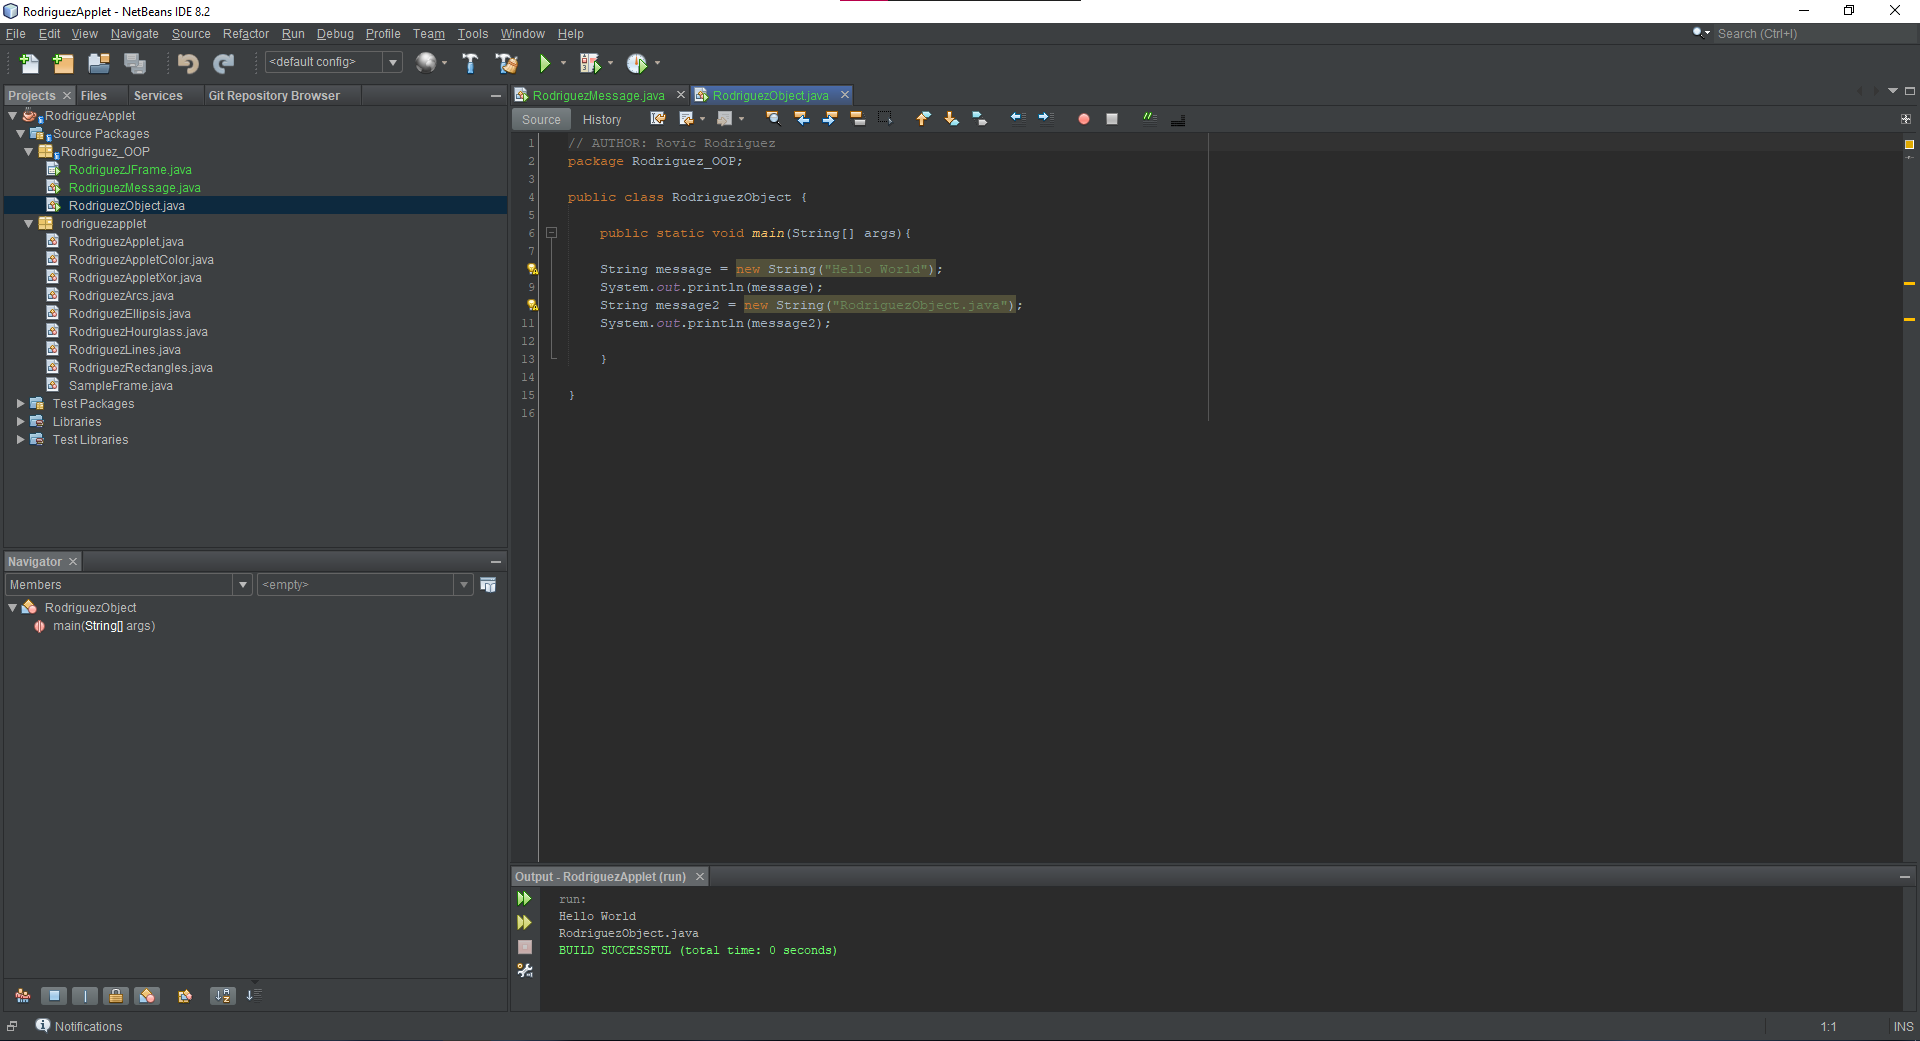 RodriguezApplet - NetBeans IDE 8.2
File Edit View Navigate Source Refactor Run Debug Profile Team Tools Window Help
Search (Ctrl+I)
<default config>
Projects Files Services Git Repository Browser
RodriguezApplet
Source Packages
Rodriguez_OOP
RodriguezJFrame.java
RodriguezMessage.java
RodriguezObject.java
rodriguezapplet
RodriguezApplet.java
RodriguezAppletColor.java
RodriguezAppletXor.java
RodriguezArcs.java
RodriguezEllipsis.java
RodriguezHourglass.java
RodriguezLines.java
RodriguezRectangles.java
SampleFrame.java
Test Packages
Libraries
Test Libraries
Navigator
Members <empty>
RodriguezObject
main(String[] args)
RodriguezMessage.java RodriguezObject.java
Source History
1 // AUTHOR: Rovic Rodriguez
2 package Rodriguez_OOP;
3
4 public class RodriguezObject {
5
6 public static void main(String[] args){
7
String message = new String("Hello World");
9 System.out.println(message);
String message2 = new String("RodriguezObject.java");
11 System.out.println(message2);
12
13 }
14
15 }
16
Output - RodriguezApplet (run)
run:
Hello World
RodriguezObject.java
BUILD SUCCESSFUL (total time: 0 seconds)
Notifications
1:1 INS